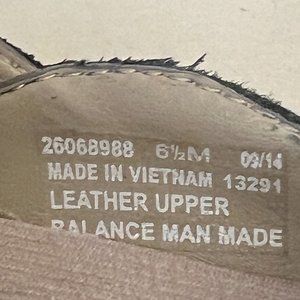 26068988 6½M 09/14
MADE IN VIETNAM 13291
LEATHER UPPER
BALANCE MAN MADE